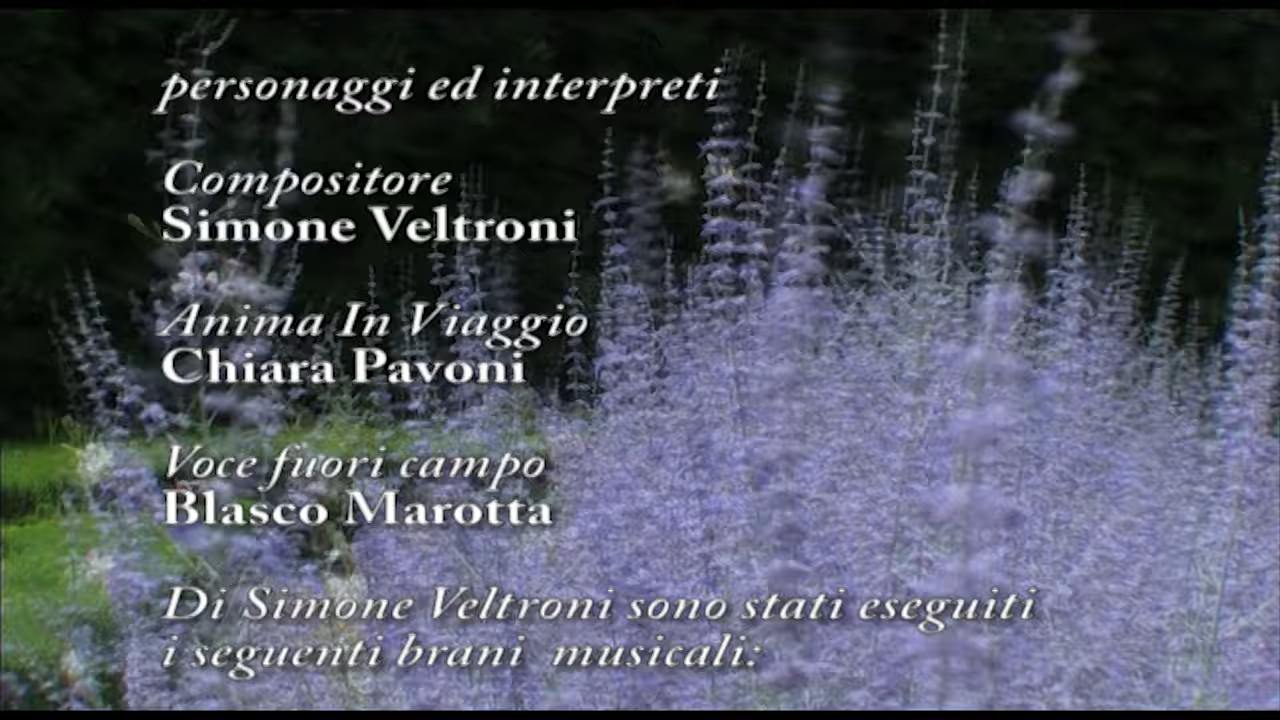 personaggi ed interpreti
Compositore
Simone Veltroni
Anima In Viaggio
Chiara Pavoni
Voce fuori campo
Blasco Marotta
Di Simone Veltroni sono stati eseguiti
i seguenti brani musicali: